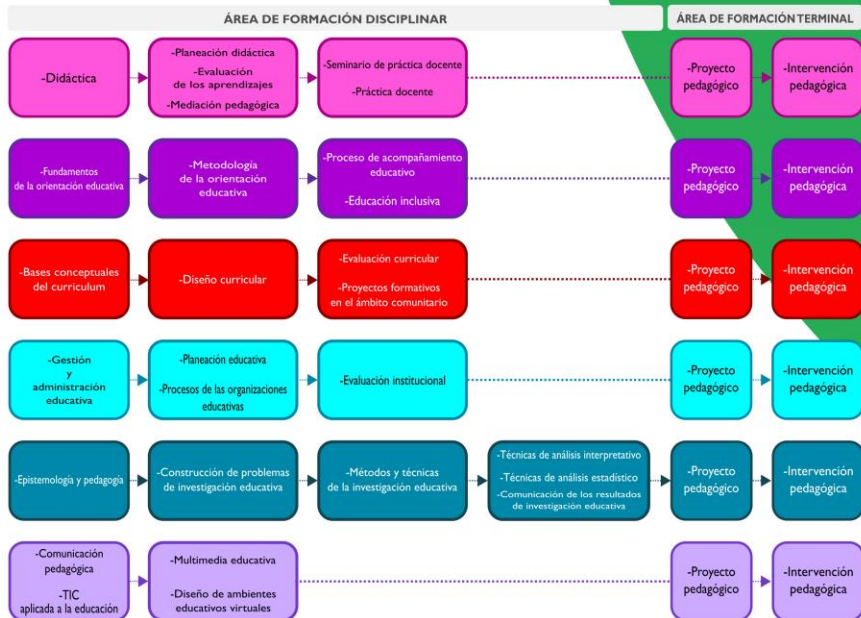 ÁREA DE FORMACIÓN DISCIPLINAR
ÁREA DE FORMACIÓN TERMINAL
-Didáctica
-Planeación didáctica
-Evaluación
de los aprendizajes
-Mediación pedagógica
-Seminario de práctica docente
-Práctica docente
-Proyecto
pedagógico
-Intervención
pedagógica
-Fundamentos
de la orientación educativa
-Metodología
de la orientación
educativa
-Proceso de acompañamiento
educativo
-Educación inclusiva
-Proyecto
pedagógico
-Intervención
pedagógica
-Bases conceptuales
del curriculum
-Diseño curricular
-Evaluación curricular
-Proyectos formativos
en el ámbito comunitario
-Proyecto
pedagógico
-Intervención
pedagógica
-Gestión
y
administración
educativa
-Planeación educativa
-Procesos de las organizaciones
educativas
-Evaluación institucional
-Proyecto
pedagógico
-Intervención
pedagógica
-Epistemología y pedagogía
-Construcción de problemas
de investigación educativa
-Métodos y técnicas
de la investigación educativa
-Técnicas de análisis interpretativo
-Técnicas de análisis estadístico
-Comunicación de los resultados
de investigación educativa
-Proyecto
pedagógico
-Intervención
pedagógica
-Comunicación
pedagógica
-TIC
aplicada a la educación
-Multimedia educativa
-Diseño de ambientes
educativos virtuales
-Proyecto
pedagógico
-Intervención
pedagógica